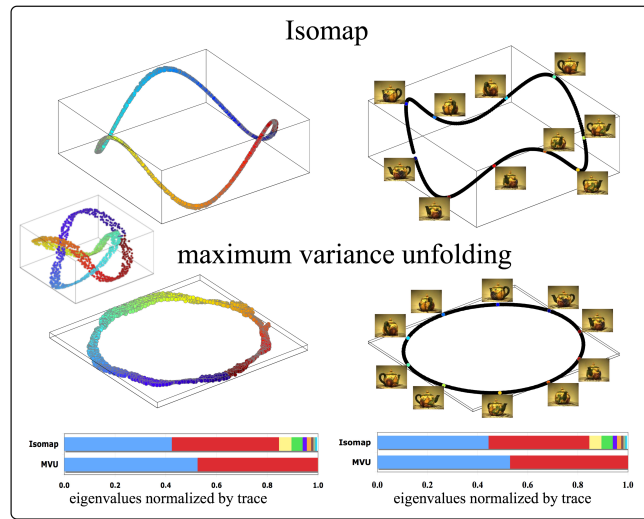 Isomap
maximum variance unfolding
Isomap
MVU
0.0 0.2 0.4 0.6 0.8 1.0
eigenvalues normalized by trace
Isomap
MVU
0.0 0.2 0.4 0.6 0.8 1.0
eigenvalues normalized by trace